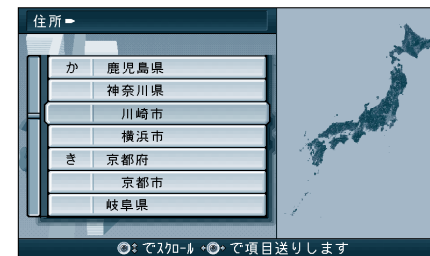 住所
か 鹿児島県
神奈川県
川崎市
横浜市
き 京都府
京都市
岐阜県
でスクロール でで項目送りします